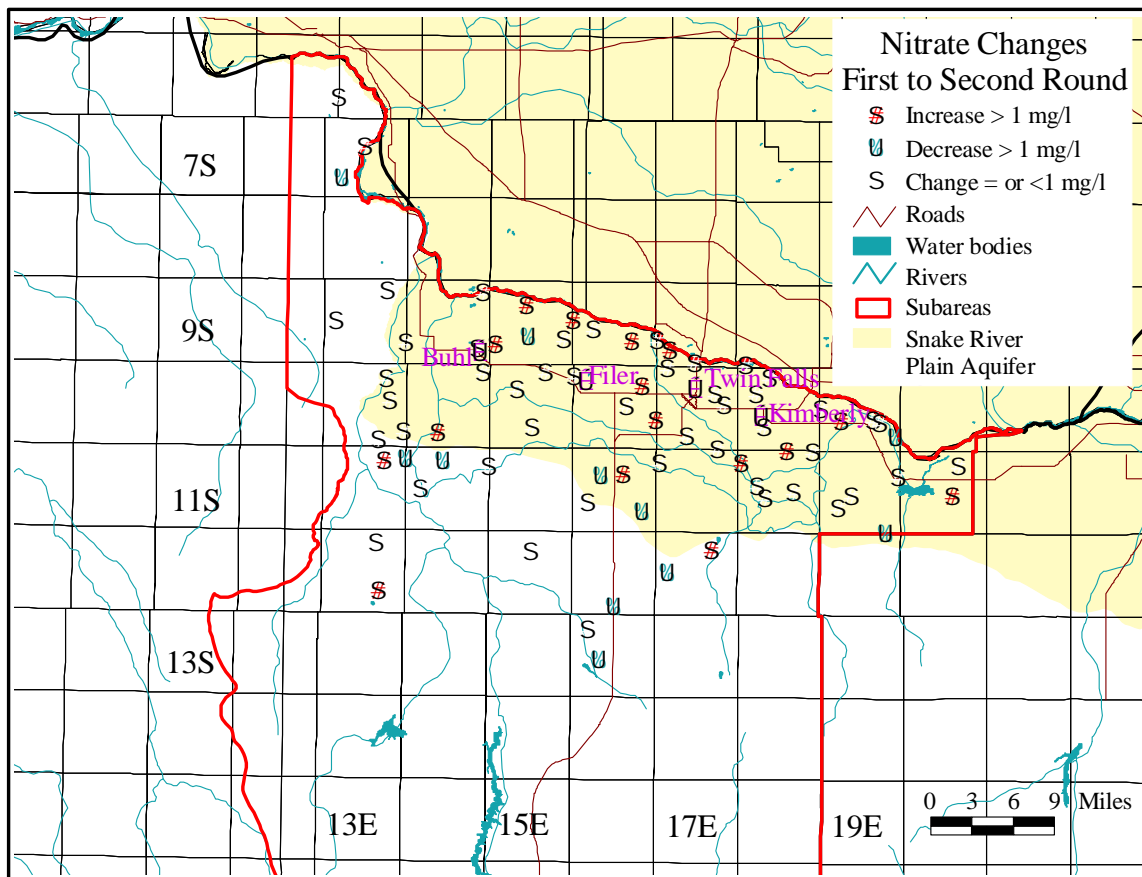 Nitrate Changes
First to Second Round
Increase > 1 mg/l
Decrease > 1 mg/l
Change = or <1 mg/l
Roads
Water bodies
Rivers
Subareas
Snake River
Plain Aquifer
7S
9S
Buhl
Filer
Twin Falls
Kimberly
11S
13S
13E
15E
17E
19E
0 3 6 9 Miles